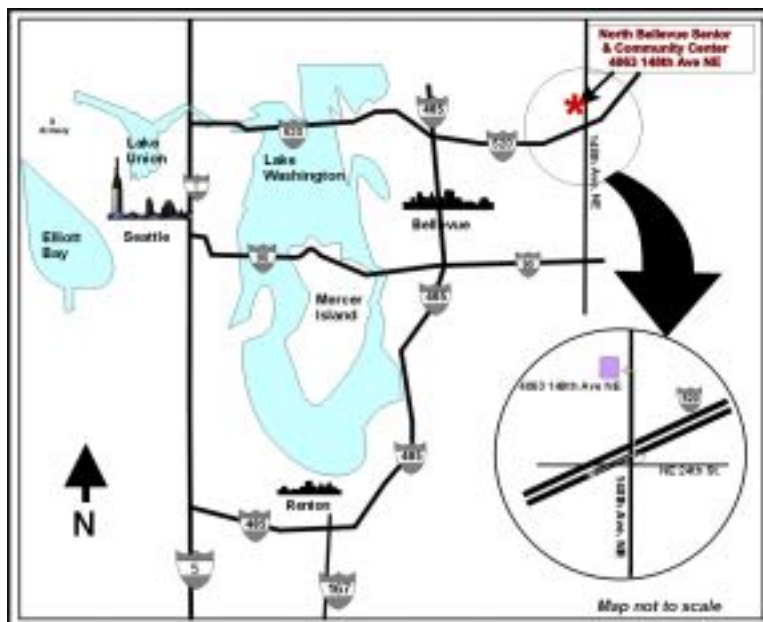 North Bellevue Senior
& Community Center
4063 148th Ave NE
405
520
520
Lake
Union
Lake
Washington
148th Ave, NE
Elliott
Bay
Seattle
Bellevue
90
90
Mercer
Island
405
4063 148th Ave NE
520
NE 24th St.
148th Ave, NE
405
Renton
405
N
5
167
Map not to scale